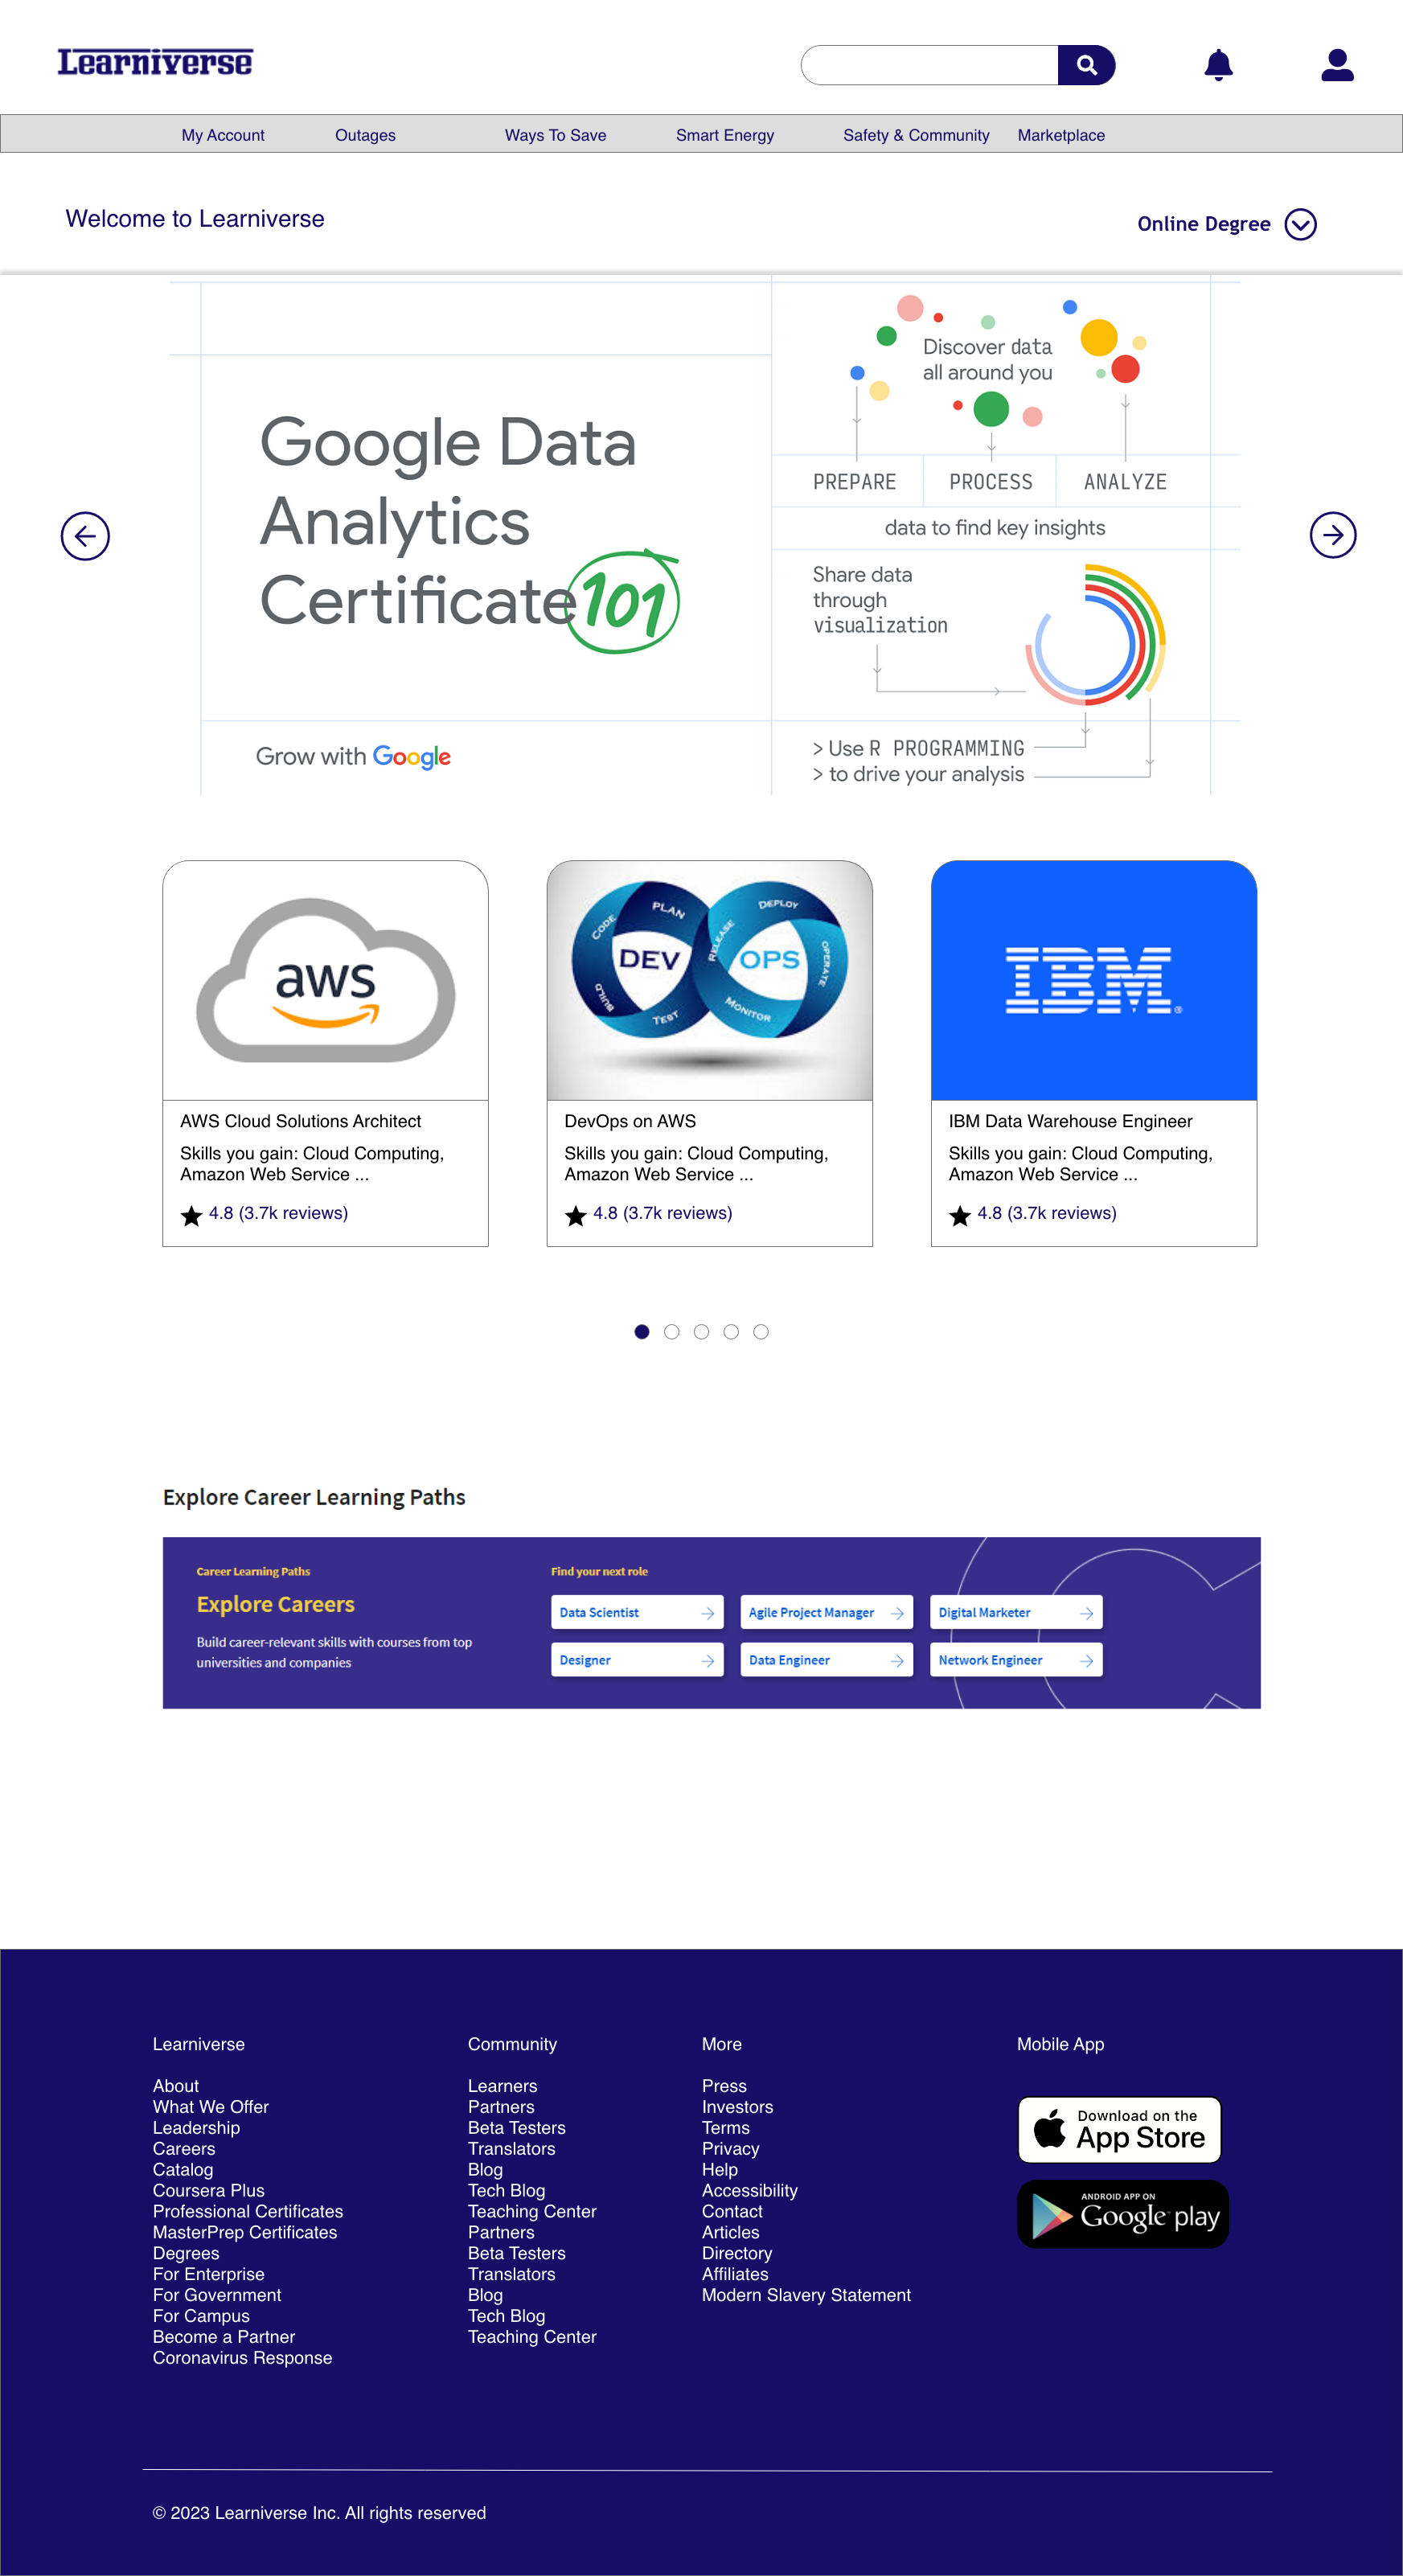 Learniverse
My Account Outages Ways To Save Smart Energy Safety & Community Marketplace
Welcome to Learniverse
Online Degree
Google Data
Analytics
Certificate 101
Grow with Google
Discover data
all around you
PREPARE PROCESS ANALYZE
data to find key insights
Share data
through
visualization
> Use R PROGRAMMING
> to drive your analysis
aws
CODE
PLAN
RELEASE
DEPLOY
OPERATE
MONITOR
TEST
BUILD
DEV
OPS
IBM®
AWS Cloud Solutions Architect
Skills you gain: Cloud Computing,
Amazon Web Service ...
4.8 (3.7k reviews)
DevOps on AWS
Skills you gain: Cloud Computing,
Amazon Web Service ...
4.8 (3.7k reviews)
IBM Data Warehouse Engineer
Skills you gain: Cloud Computing,
Amazon Web Service ...
4.8 (3.7k reviews)
Explore Career Learning Paths
Career Learning Paths
Explore Careers
Build career-relevant skills with courses from top
universities and companies
Find your next role
Data Scientist
Agile Project Manager
Digital Marketer
Designer
Data Engineer
Network Engineer
Learniverse
About
What We Offer
Leadership
Careers
Catalog
Coursera Plus
Professional Certificates
MasterPrep Certificates
Degrees
For Enterprise
For Government
For Campus
Become a Partner
Coronavirus Response
Community
Learners
Partners
Beta Testers
Translators
Blog
Tech Blog
Teaching Center
Partners
Beta Testers
Translators
Blog
Tech Blog
Teaching Center
More
Press
Investors
Terms
Privacy
Help
Accessibility
Contact
Articles
Directory
Affiliates
Modern Slavery Statement
Mobile App
Download on the
App Store
ANDROID APP ON
Google play
© 2023 Learniverse Inc. All rights reserved